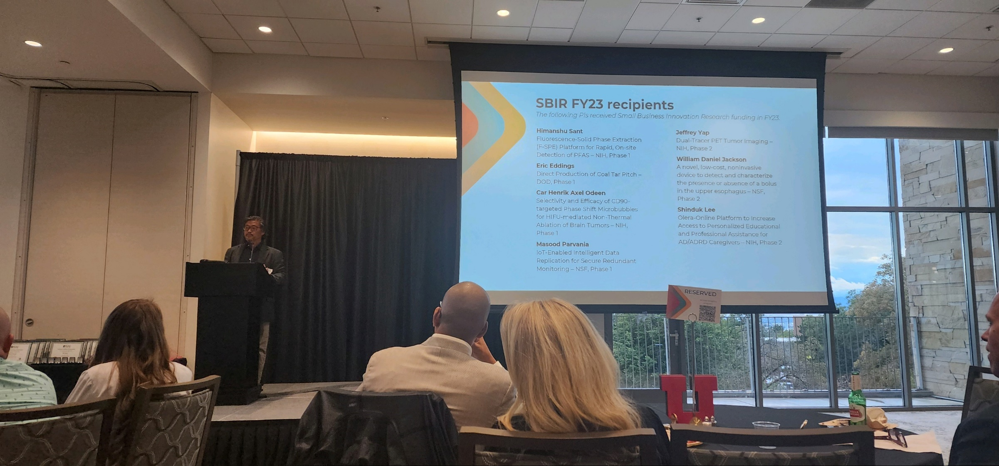 SBIR FY23 recipients
The following PIs received Small Business Innovation Research funding in FY23.
Himanshu Sant
Fluorescence-Solid Phase Extraction
(F-SPE) Platform for Rapid, On-site
Detection of PFAS – NIH, Phase 1
Eric Eddings
Direct Production of Coal Tar Pitch –
DOD, Phase 1
Car Henrik Axel Odeen
Selectivity and Efficacy of CD90-
targeted Phase Shift Microbubbles
for HIFU-mediated Non-Thermal
Ablation of Brain Tumors – NIH,
Phase 1
Masood Parvania
IoT-Enabled Intelligent Data
Replication for Secure Redundant
Monitoring – NSF, Phase 1
Jeffrey Yap
Dual-Tracer PET Tumor Imaging –
NIH, Phase 2
William Daniel Jackson
A novel, low-cost, noninvasive
device to detect and characterize
the presence or absence of a bolus
in the upper esophagus – NSF,
Phase 2
Shinduk Lee
Olera-Online Platform to Increase
Access to Personalized Educational
and Professional Assistance for
AD/ADRD Caregivers – NIH, Phase 2
RESERVED
U
NAI
NAI
STELLA
ARTOIS